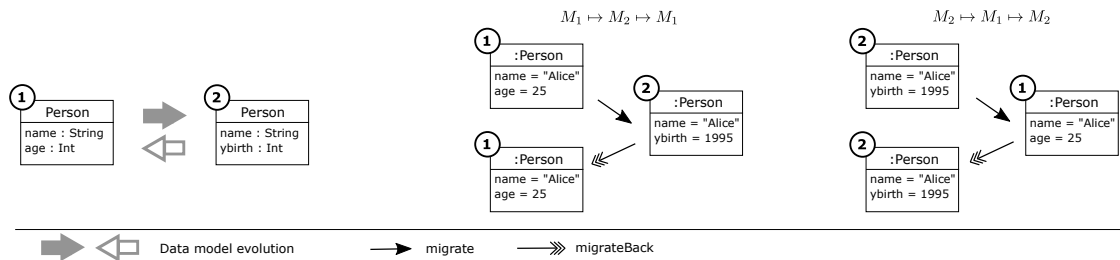 1
Person
name : String
age : Int
2
Person
name : String
ybirth : Int
M₁ ↦ M₂ ↦ M₁
1
:Person
name = "Alice"
age = 25
2
:Person
name = "Alice"
ybirth = 1995
1
:Person
name = "Alice"
age = 25
M₂ ↦ M₁ ↦ M₂
2
:Person
name = "Alice"
ybirth = 1995
1
:Person
name = "Alice"
age = 25
2
:Person
name = "Alice"
ybirth = 1995
Data model evolution
migrate
migrateBack